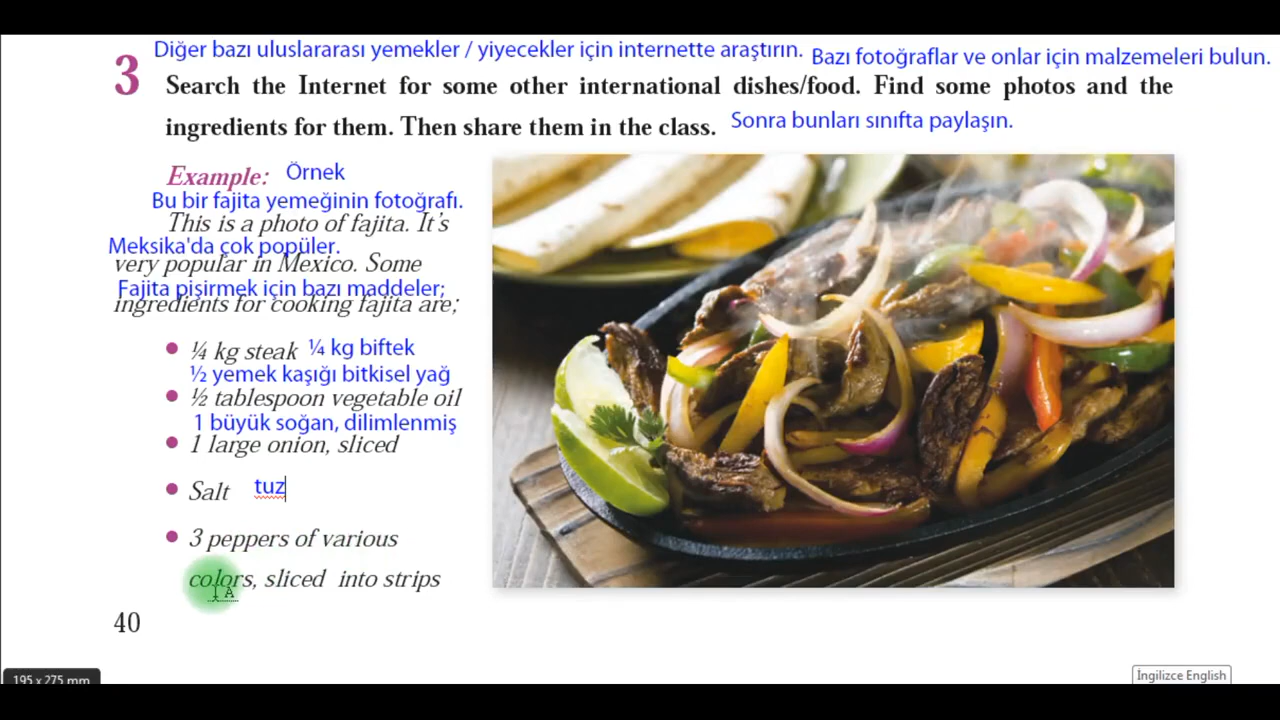 Diğer bazı uluslararası yemekler / yiyecekler için internette araştırın. Bazı fotoğraflar ve onlar için malzemeleri bulun.
3 Search the Internet for some other international dishes/food. Find some photos and the
ingredients for them. Then share them in the class. Sonra bunları sınıfta paylaşın.
Example: Örnek
Bu bir fajita yemeğinin fotoğrafı.
This is a photo of fajita. It's
Meksika'da çok popüler.
very popular in Mexico. Some
Fajita pişirmek için bazı maddeler;
ingredients for cooking fajita are;
• ¼ kg steak ¼ kg biftek
½ yemek kaşığı bitkisel yağ
• ½ tablespoon vegetable oil
1 büyük soğan, dilimlenmiş
• 1 large onion, sliced
• Salt tuz
• 3 peppers of various
colors, sliced into strips
A
40
195 x 275 mm
İngilizce English